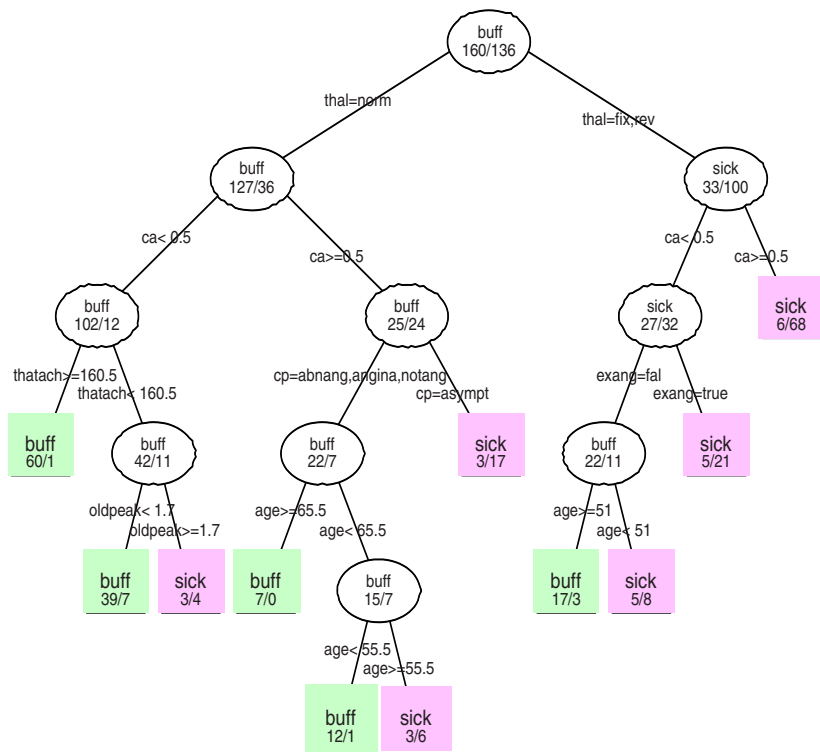 buff
160/136
thal=norm
thal=fix,rev
buff
127/36
sick
33/100
ca< 0.5
ca>=0.5
ca< 0.5
ca>=0.5
buff
102/12
buff
25/24
sick
27/32
sick
6/68
thatach>=160.5
thatach< 160.5
cp=abnang,angina,notang
cp=asympt
exang=fal
exang=true
buff
60/1
buff
42/11
buff
22/7
sick
3/17
buff
22/11
sick
5/21
oldpeak< 1.7
oldpeak>=1.7
age>=65.5
age< 65.5
age>=51
age< 51
buff
39/7
sick
3/4
buff
7/0
buff
15/7
buff
17/3
sick
5/8
age< 55.5
age>=55.5
buff
12/1
sick
3/6